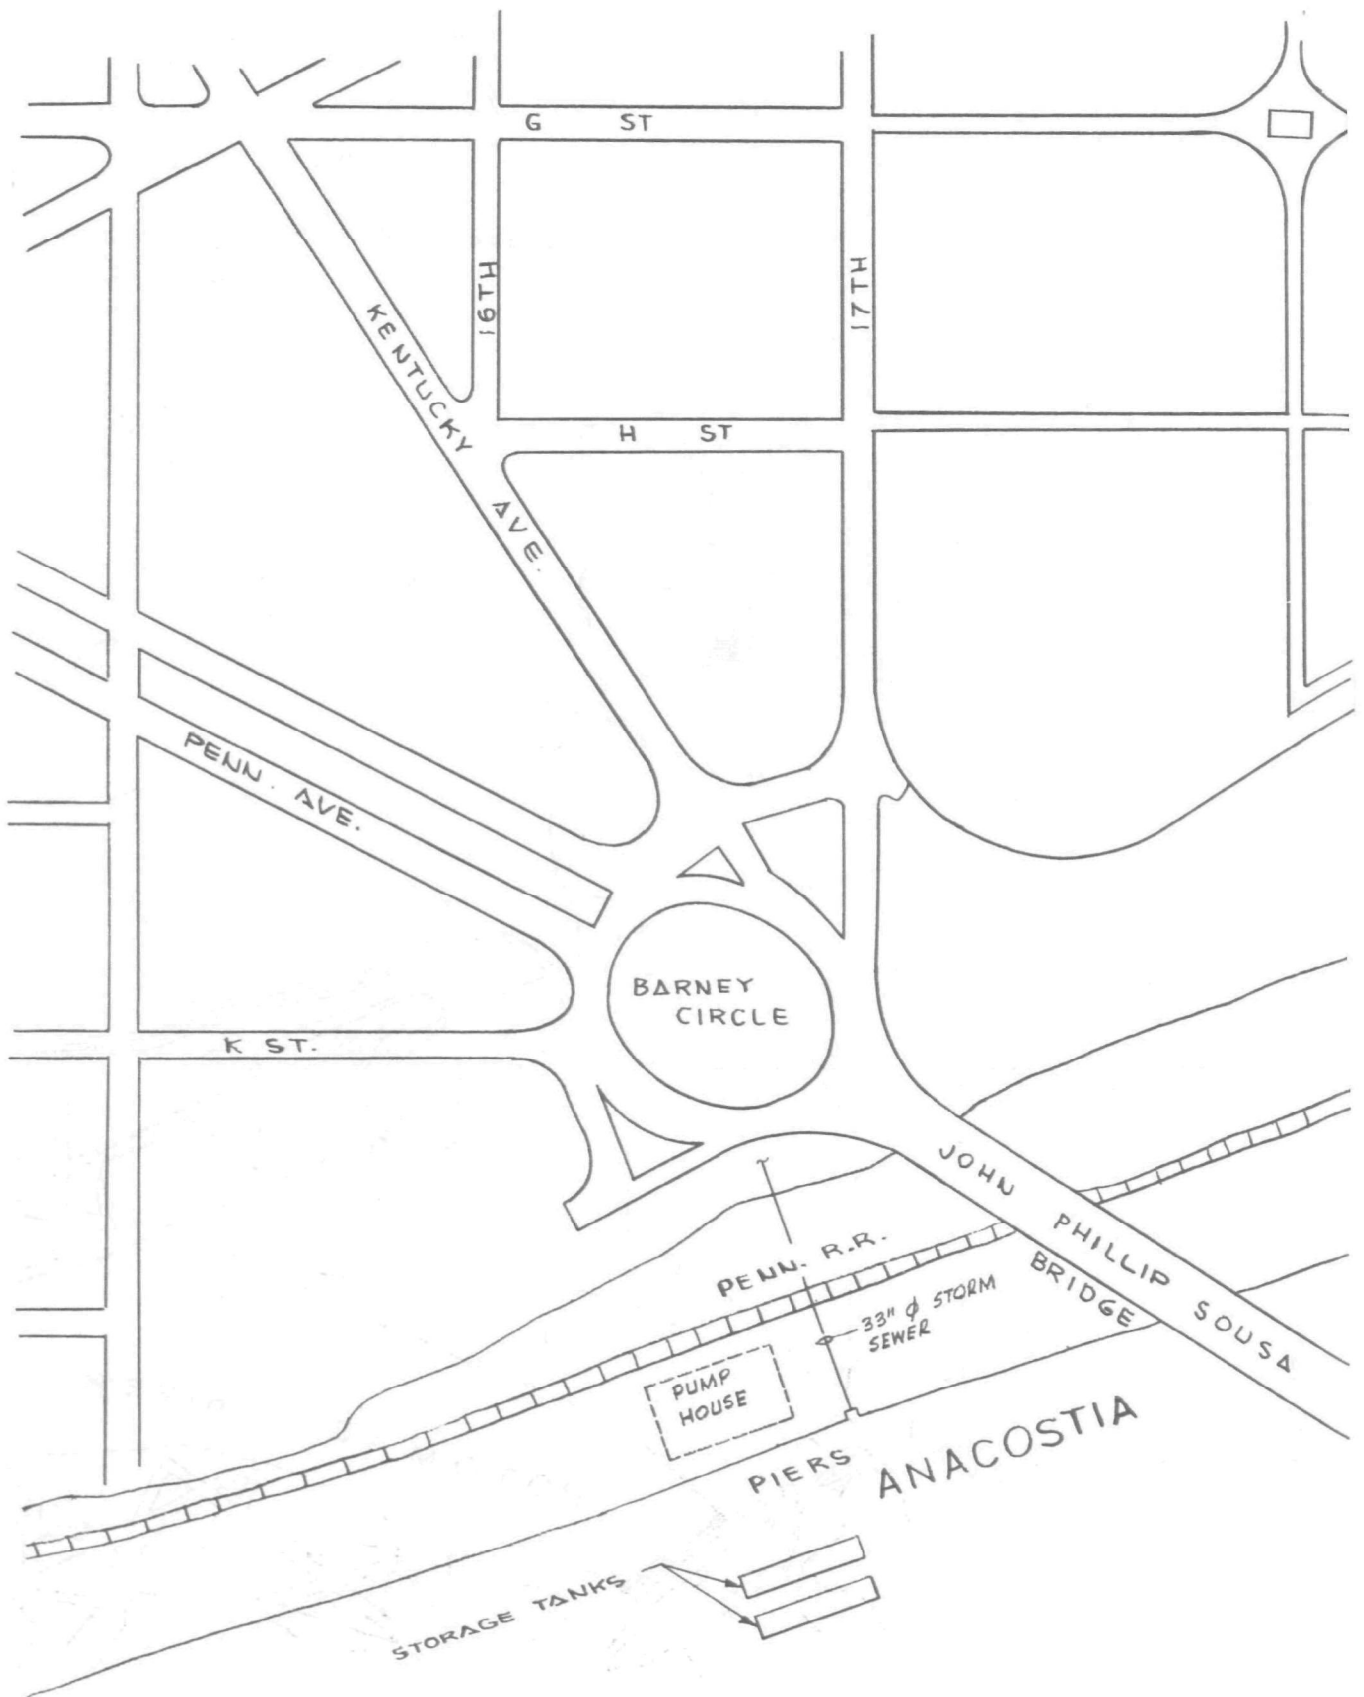 G ST
16TH
17TH
KENTUCKY AVE.
H ST
PENN. AVE.
BARNEY
CIRCLE
K ST.
JOHN PHILLIP SOUSA
BRIDGE
PENN. R.R.
33" ϕ STORM
SEWER
PUMP
HOUSE
PIERS
ANACOSTIA
STORAGE TANKS